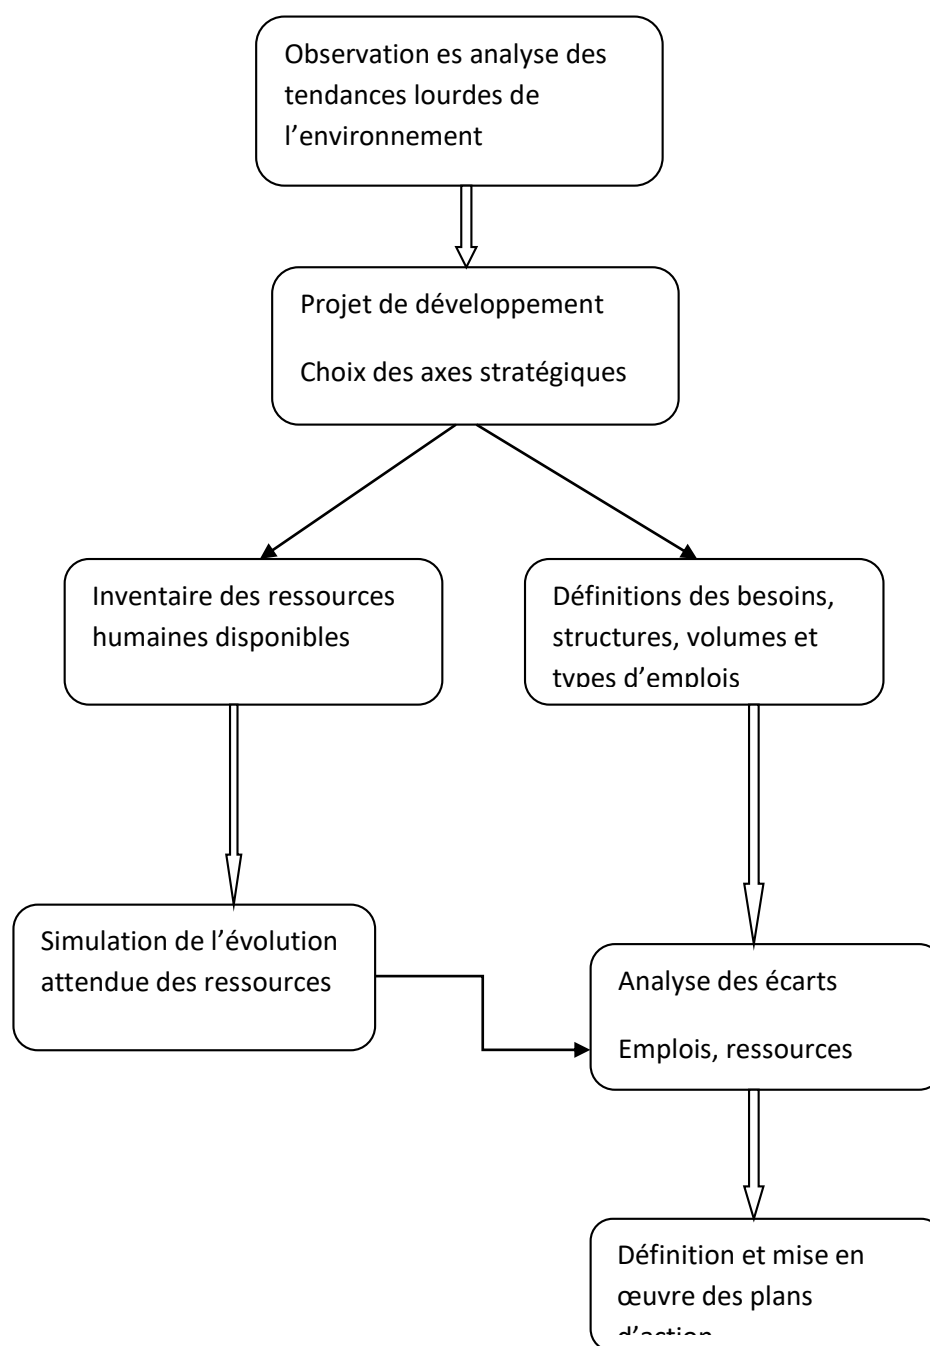 Observation es analyse des
tendances lourdes de
l’environnement
Projet de développement
Choix des axes stratégiques
Inventaire des ressources
humaines disponibles
Définitions des besoins,
structures, volumes et
types d’emplois
Simulation de l’évolution
attendue des ressources
Analyse des écarts
Emplois, ressources
Définition et mise en
œuvre des plans
d’action